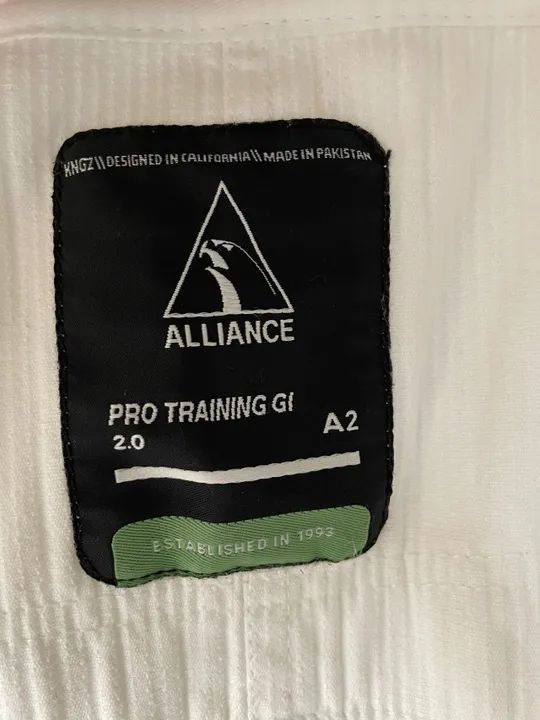 KNGZ\\DESIGNED IN CALIFORNIA\\MADE IN PAKISTAN
ALLIANCE
PRO TRAINING GI
2.0 A2
ESTABLISHED IN 1993